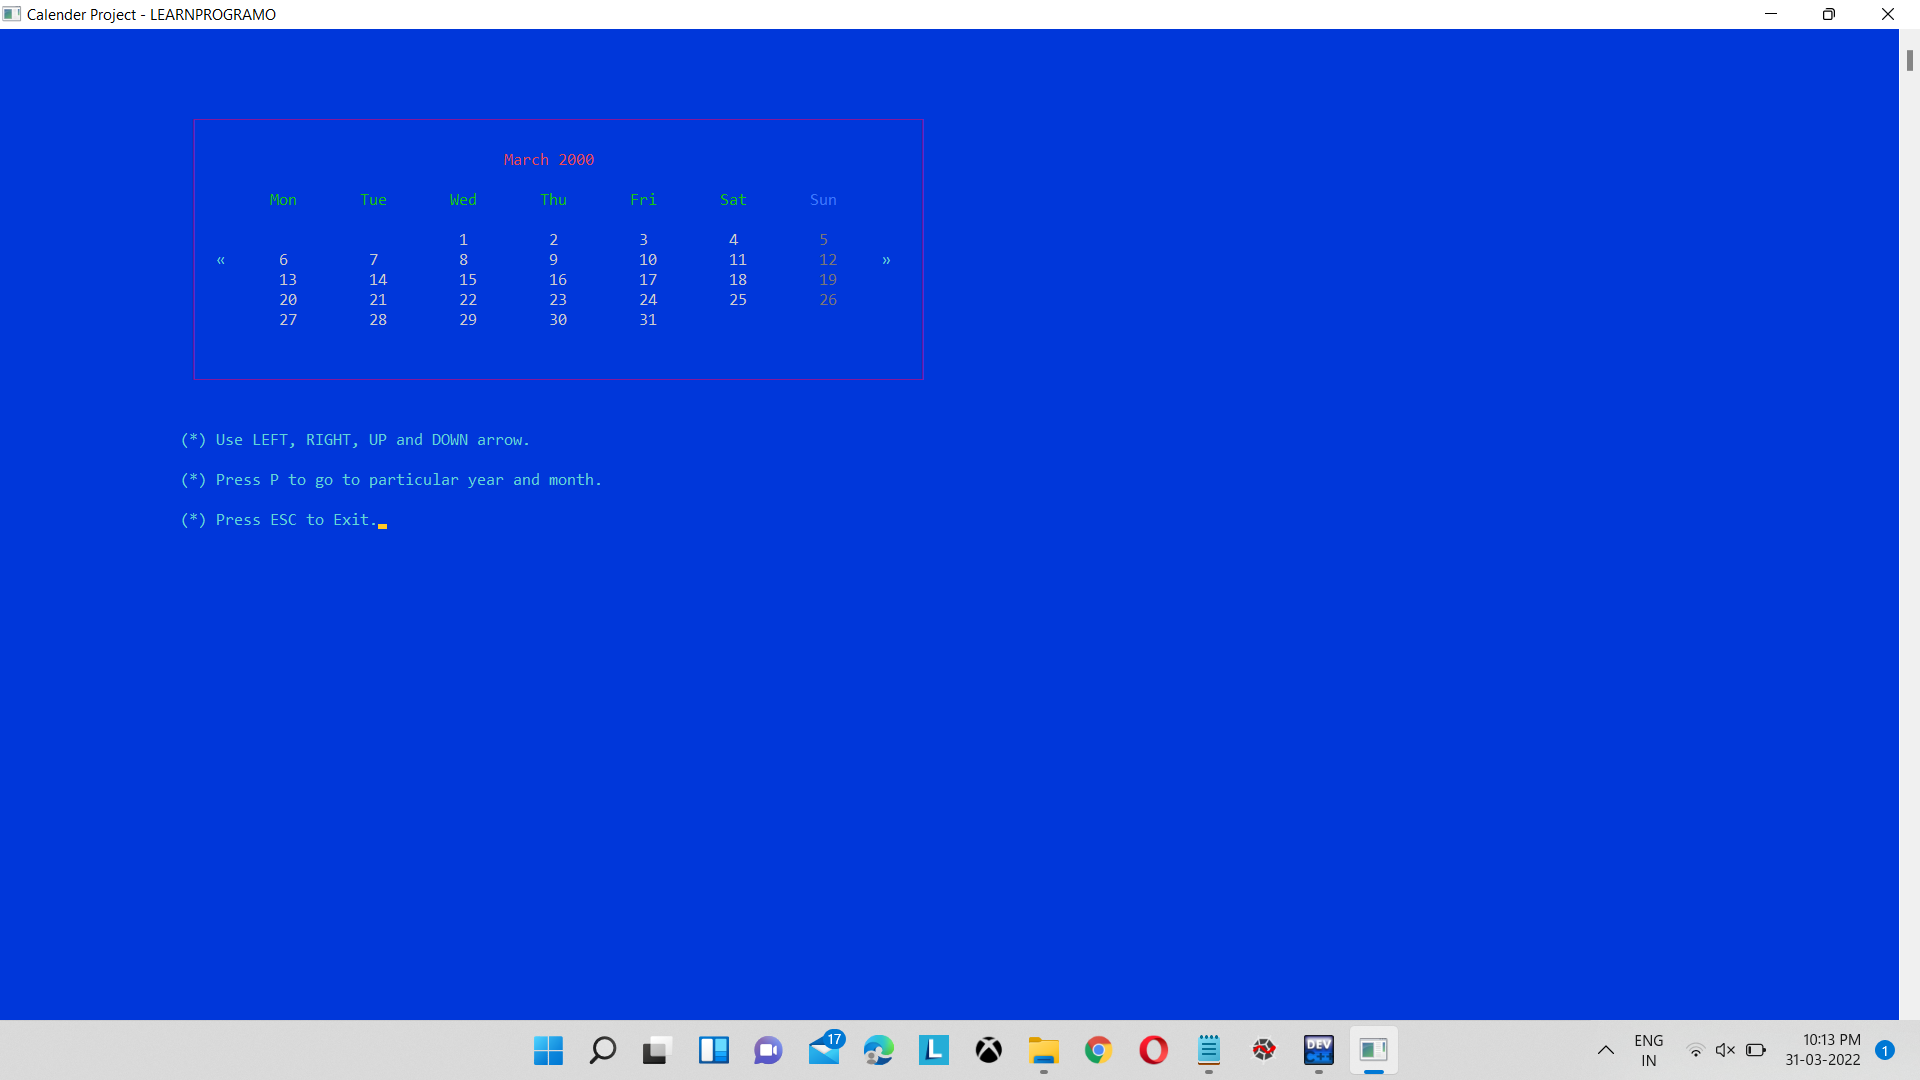 Calender Project - LEARNPROGRAMO
March 2000
Mon Tue Wed Thu Fri Sat Sun
1 2 3 4 5
« 6 7 8 9 10 11 12 »
13 14 15 16 17 18 19
20 21 22 23 24 25 26
27 28 29 30 31
(*) Use LEFT, RIGHT, UP and DOWN arrow.
(*) Press P to go to particular year and month.
(*) Press ESC to Exit.
17
L
DEV
C++
ENG
IN
10:13 PM
31-03-2022
1